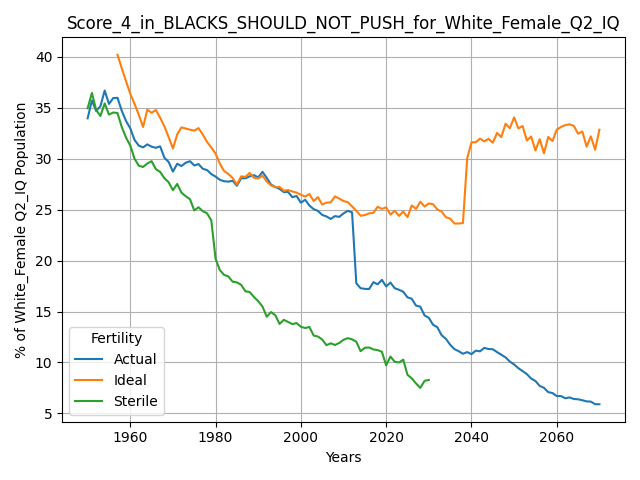 Score_4_in_BLACKS_SHOULD_NOT_PUSH_for_White_Female_Q2_IQ
% of White_Female Q2_IQ Population
40
35
30
25
20
15
10
5
Fertility
Actual
Ideal
Sterile
1960 1980 2000 2020 2040 2060
Years